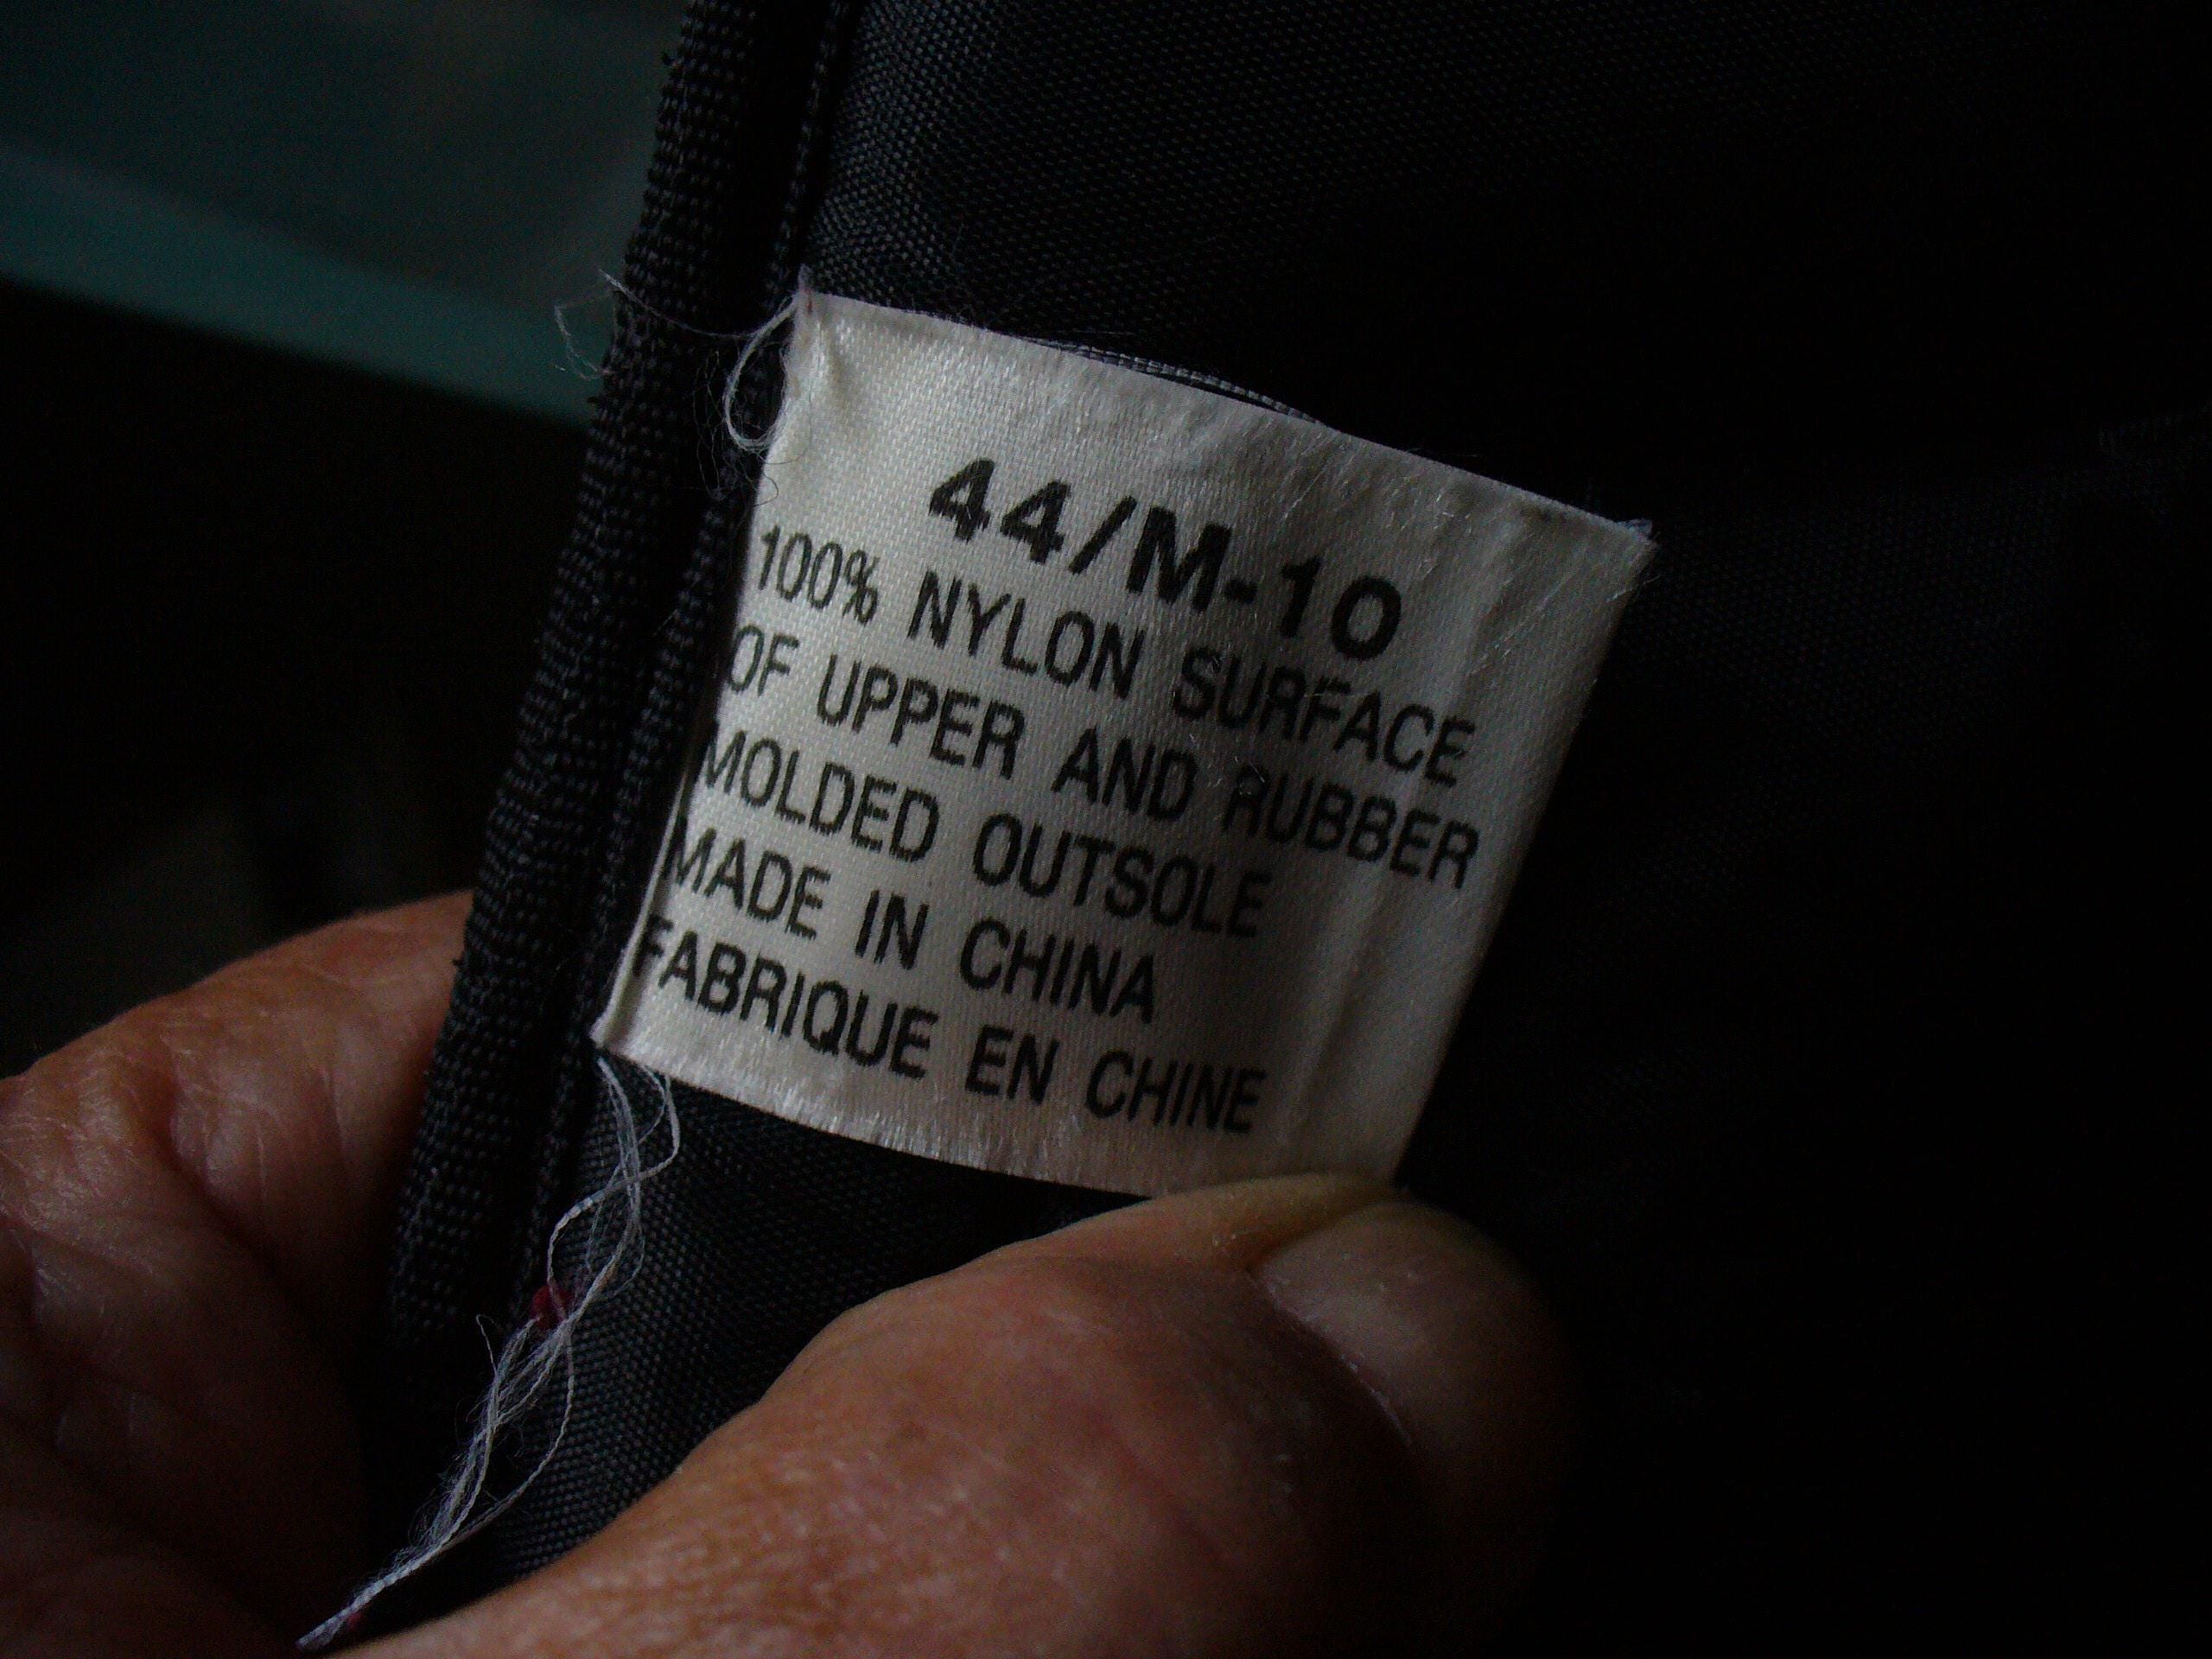 44/M-10
100% NYLON SURFACE
OF UPPER AND RUBBER
MOLDED OUTSOLE
MADE IN CHINA
FABRIQUE EN CHINE